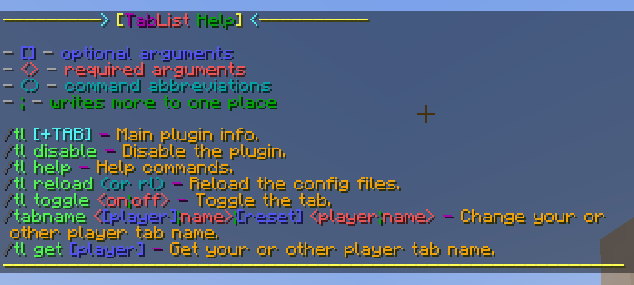 ─────────> [TabList Help] <──────────
- [] - optional arguments
- <> - required arguments
- () - command abbreviations
- ; - writes more to one place
/tl [+TAB] - Main plugin info.
/tl disable - Disable the plugin.
/tl help - Help commands.
/tl reload (or rl) - Reload the config files.
/tl toggle <on;off> - Toggle the tab.
/tabname <[player];name>;[reset] <player;name> - Change your or
other player tab name.
/tl get [player] - Get your or other player tab name.